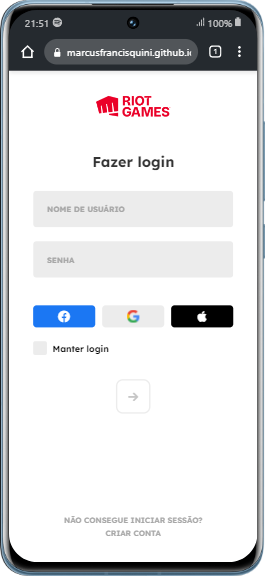 21:51
100%
marcusfrancisquini.github.i
1
RIOT
GAMES
Fazer login
NOME DE USUÁRIO
SENHA
Manter login
NÃO CONSEGUE INICIAR SESSÃO?
CRIAR CONTA